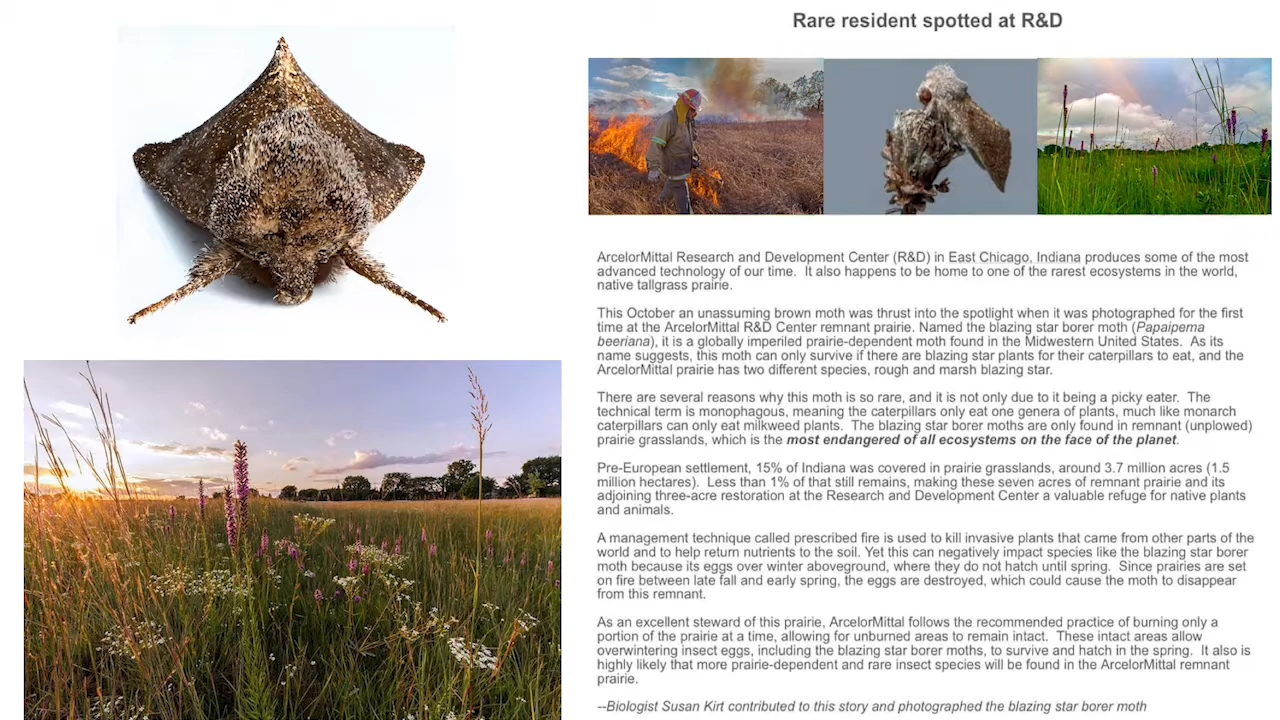 Rare resident spotted at R&D
ArcelorMittal Research and Development Center (R&D) in East Chicago, Indiana produces some of the most
advanced technology of our time. It also happens to be home to one of the rarest ecosystems in the world,
native tallgrass prairie.
This October an unassuming brown moth was thrust into the spotlight when it was photographed for the first
time at the ArcelorMittal R&D Center remnant prairie. Named the blazing star borer moth (Papaipema
beeriana), it is a globally imperiled prairie-dependent moth found in the Midwestern United States. As its
name suggests, this moth can only survive if there are blazing star plants for their caterpillars to eat, and the
ArcelorMittal prairie has two different species, rough and marsh blazing star.
There are several reasons why this moth is so rare, and it is not only due to it being a picky eater. The
technical term is monophagous, meaning the caterpillars only eat one genera of plants, much like monarch
caterpillars can only eat milkweed plants. The blazing star borer moths are only found in remnant (unplowed)
prairie grasslands, which is the most endangered of all ecosystems on the face of the planet.
Pre-European settlement, 15% of Indiana was covered in prairie grasslands, around 3.7 million acres (1.5
million hectares). Less than 1% of that still remains, making these seven acres of remnant prairie and its
adjoining three-acre restoration at the Research and Development Center a valuable refuge for native plants
and animals.
A management technique called prescribed fire is used to kill invasive plants that came from other parts of the
world and to help return nutrients to the soil. Yet this can negatively impact species like the blazing star borer
moth because its eggs over winter aboveground, where they do not hatch until spring. Since prairies are set
on fire between late fall and early spring, the eggs are destroyed, which could cause the moth to disappear
from this remnant.
As an excellent steward of this prairie, ArcelorMittal follows the recommended practice of burning only a
portion of the prairie at a time, allowing for unburned areas to remain intact. These intact areas allow
overwintering insect eggs, including the blazing star borer moths, to survive and hatch in the spring. It also is
highly likely that more prairie-dependent and rare insect species will be found in the ArcelorMittal remnant
prairie.
--Biologist Susan Kirt contributed to this story and photographed the blazing star borer moth